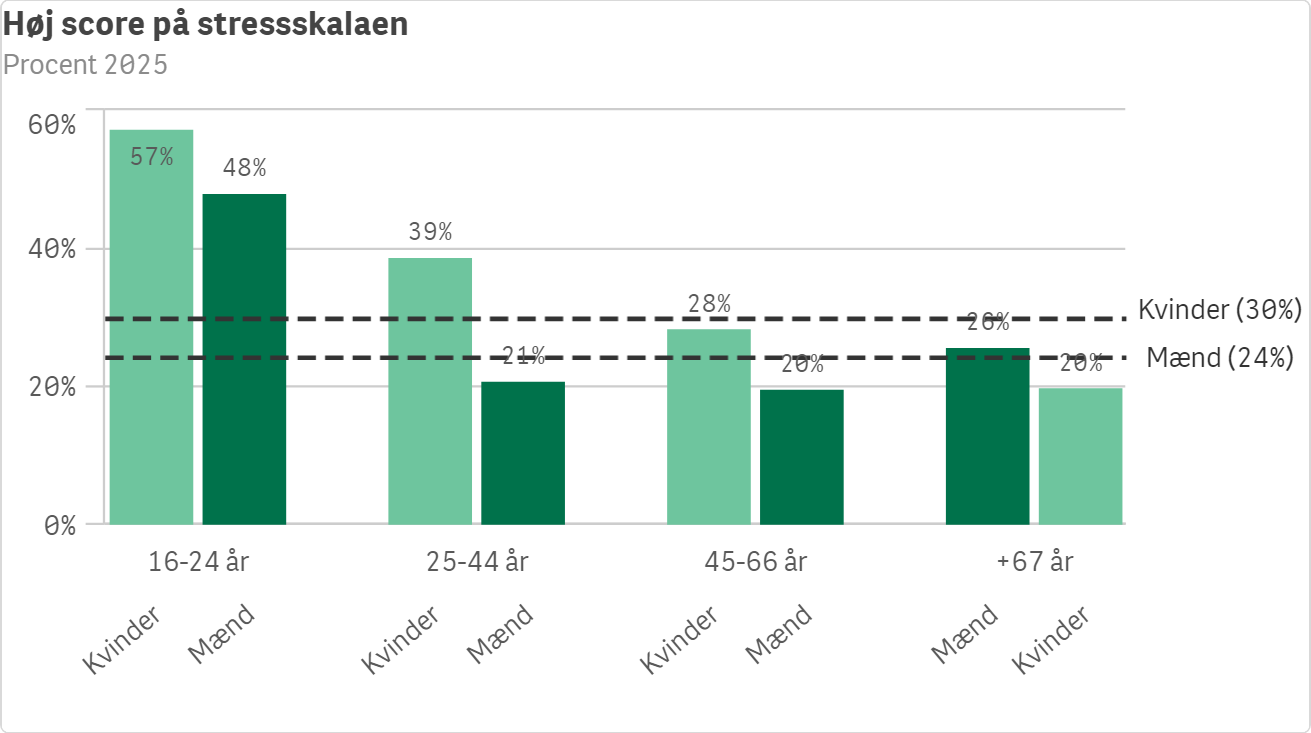 Høj score på stressskalaen
Procent 2025
60%
57%
48%
40%
39%
28%
Kvinder (30%)
26%
21%
20%
20%
Mænd (24%)
20%
0%
16-24 år
25-44 år
45-66 år
+67 år
Kvinder
Mænd
Kvinder
Mænd
Kvinder
Mænd
Mænd
Kvinder